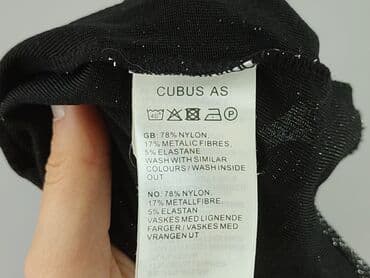 CUBUS AS
GB: 78% NYLON,
17% METALIC FIBRES,
5% ELASTANE
WASH WITH SIMILAR
COLOURS / WASH INSIDE
OUT
NO: 78% NYLON,
17% METALLFIBRE,
5% ELASTAN
VASKES MED LIGNENDE
FARGER / VASKES MED
VRANGEN UT